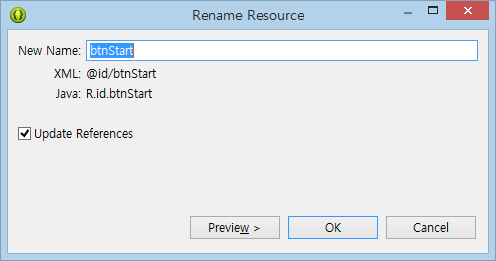 Rename Resource
New Name: btnStart
XML: @id/btnStart
Java: R.id.btnStart
Update References
Preview >
OK
Cancel